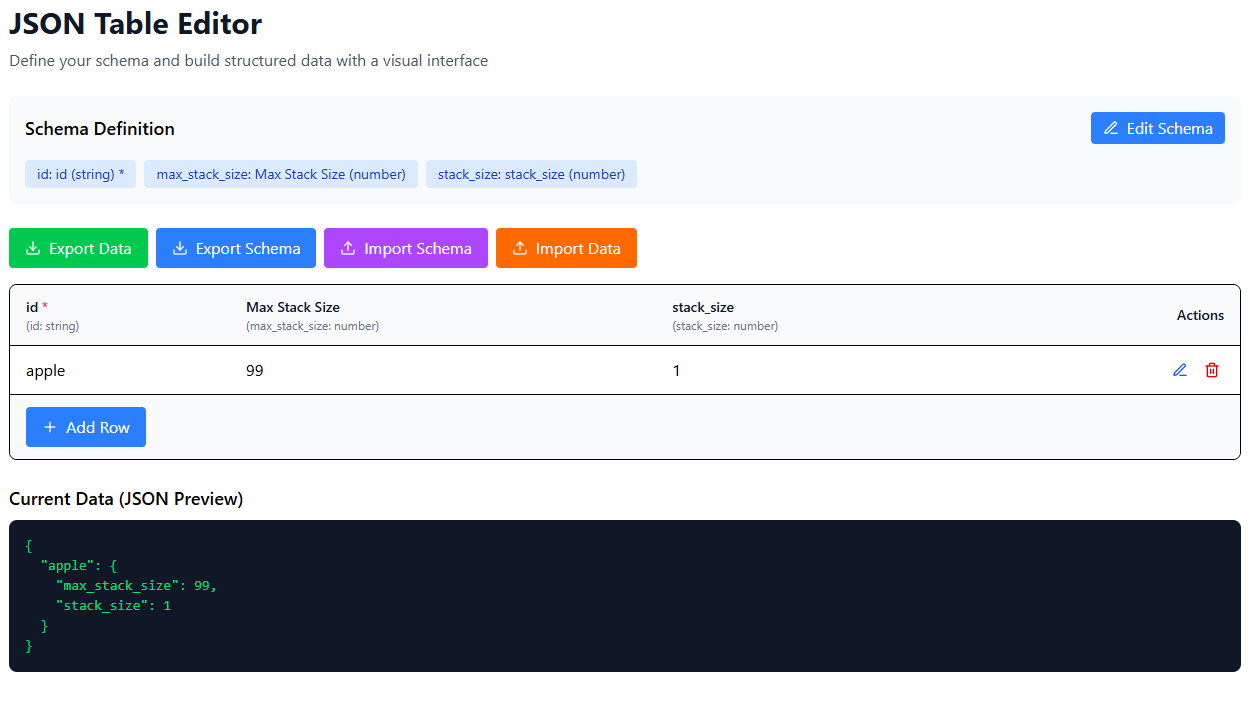 JSON Table Editor
Define your schema and build structured data with a visual interface
Schema Definition
Edit Schema
id: id (string) *
max_stack_size: Max Stack Size (number)
stack_size: stack_size (number)
Export Data
Export Schema
Import Schema
Import Data
id *
(id: string)
Max Stack Size
(max_stack_size: number)
stack_size
(stack_size: number)
Actions
apple
99
1
+ Add Row
Current Data (JSON Preview)
{
  "apple": {
    "max_stack_size": 99,
    "stack_size": 1
  }
}